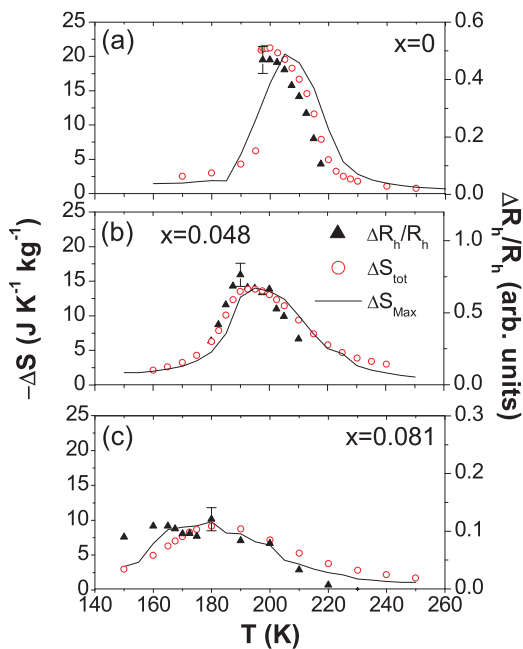 (a)
x=0
25
20
15
10
5
0
0.6
0.4
0.2
0.0
(b)
x=0.048
ΔR_h/R_h
ΔS_tot
ΔS_Max
25
20
15
10
5
0
1.0
0.5
0.0
(c)
x=0.081
25
20
15
10
5
0
0.3
0.2
0.1
0.0
140 160 180 200 220 240 260
T (K)
−ΔS (J K⁻¹ kg⁻¹)
ΔR_h/R_h (arb. units)